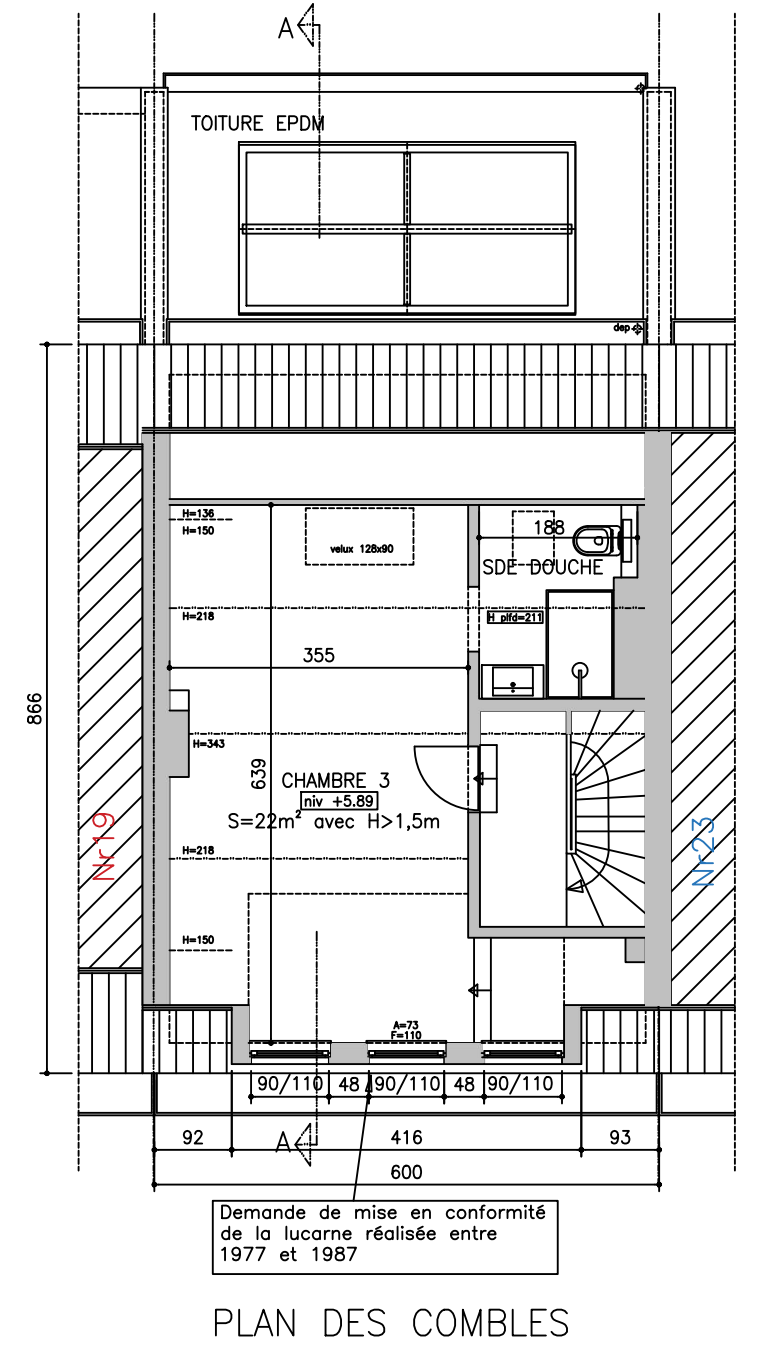 A
TOITURE EPDM
dep
H=136
H=150
velux 128x90
188
SDE DOUCHE
H=218
H plfd=211
355
866
H=343
639
CHAMBRE 3
niv +5.89
S=22m² avec H>1,5m
Nr19
Nr23
H=218
H=150
A=73
F=110
90/110
48
90/110
48
90/110
92
A
416
93
600
Demande de mise en conformité
de la lucarne réalisée entre
1977 et 1987
PLAN DES COMBLES